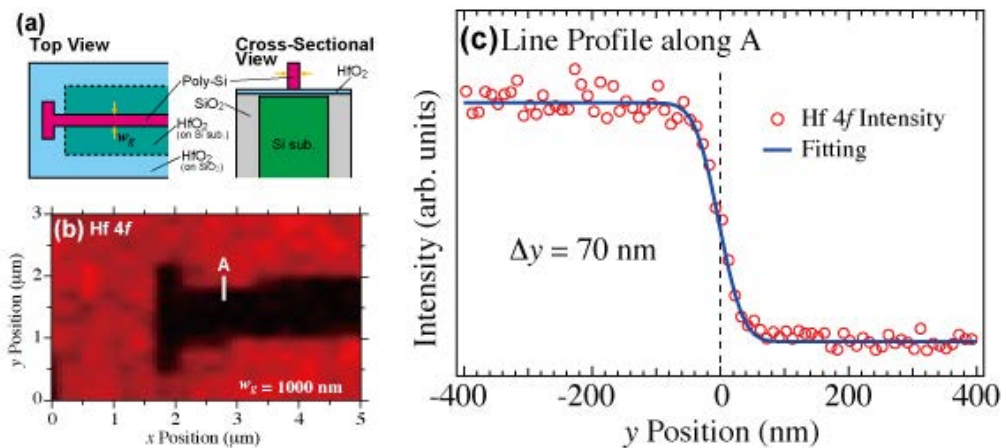 (a)
Top View
Cross-Sectional
View
HfO₂
Poly-Si
SiO₂
w_g
HfO₂
(on Si sub.)
HfO₂
(on SiO₂)
Si sub.
(b) Hf 4f
A
w_g = 1000 nm
y Position (μm)
3
2
1
0
0 1 2 3 4 5
x Position (μm)
(c) Line Profile along A
Hf 4f Intensity
Fitting
Δy = 70 nm
Intensity (arb. units)
-400 -200 0 200 400
y Position (nm)